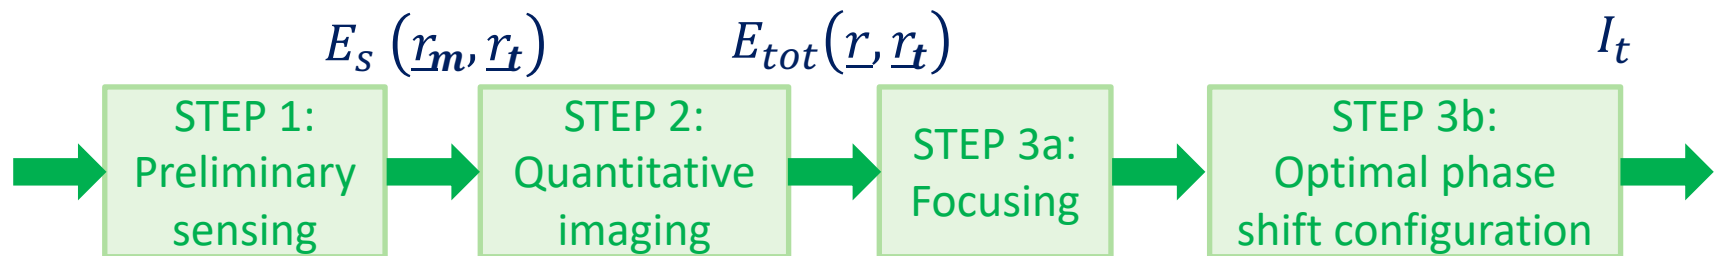 E_s (r_m, r_t)
E_tot(r, r_t)
I_t
STEP 1:
Preliminary
sensing
STEP 2:
Quantitative
imaging
STEP 3a:
Focusing
STEP 3b:
Optimal phase
shift configuration